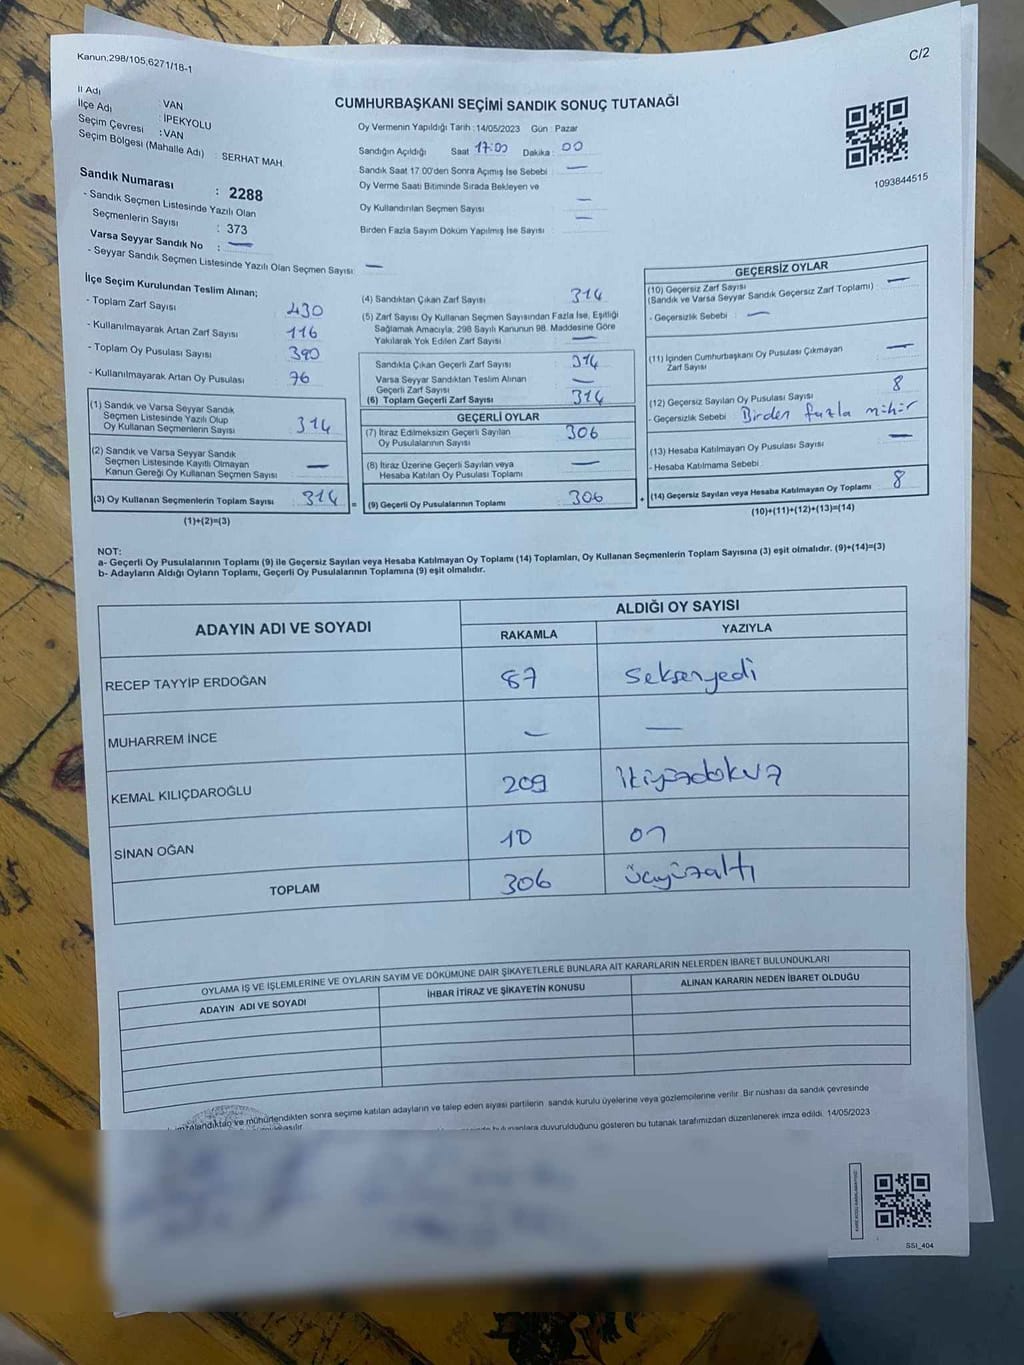 Kanun;298/105,6271/18-1
C/2
İl Adı : VAN
İlçe Adı : İPEKYOLU
Seçim Çevresi : VAN
Seçim Bölgesi (Mahalle Adı) : SERHAT MAH.
CUMHURBAŞKANI SEÇİMİ SANDIK SONUÇ TUTANAĞI
Oy Vermenin Yapıldığı Tarih : 14/05/2023 Gün : Pazar
Sandığın Açıldığı Saat 17:00 Dakika : 00
Sandık Saat 17.00'den Sonra Açımış İse Sebebi : —
Oy Verme Saati Bitiminde Sırada Bekleyen ve
Oy Kullandırılan Seçmen Sayısı : —
Birden Fazla Sayım Döküm Yapılmış İse Sayısı : —
1093844515
Sandık Numarası : 2288
- Sandık Seçmen Listesinde Yazılı Olan
Seçmenlerin Sayısı : 373
Varsa Seyyar Sandık No : —
- Seyyar Sandık Seçmen Listesinde Yazılı Olan Seçmen Sayısı: —
İlçe Seçim Kurulundan Teslim Alınan;
- Toplam Zarf Sayısı 430
- Kullanılmayarak Artan Zarf Sayısı 116
- Toplam Oy Pusulası Sayısı 390
- Kullanılmayarak Artan Oy Pusulası 76
(1) Sandık ve Varsa Seyyar Sandık
Seçmen Listesinde Yazılı Olup
Oy Kullanan Seçmenlerin Sayısı 314
(2) Sandık ve Varsa Seyyar Sandık
Seçmen Listesinde Kayıtlı Olmayan
Kanun Gereği Oy Kullanan Seçmen Sayısı —
(3) Oy Kullanan Seçmenlerin Toplam Sayısı 314 =
(1)+(2)=(3)
(4) Sandıktan Çıkan Zarf Sayısı 314
(5) Zarf Sayısı Oy Kullanan Seçmen Sayısından Fazla İse, Eşitliği
Sağlamak Amacıyla, 298 Sayılı Kanunun 98. Maddesine Göre
Yakılarak Yok Edilen Zarf Sayısı —
Sandıkta Çıkan Geçerli Zarf Sayısı 314
Varsa Seyyar Sandıktan Teslim Alınan
Geçerli Zarf Sayısı —
(6) Toplam Geçerli Zarf Sayısı 314
GEÇERLİ OYLAR
(7) İtiraz Edilmeksizin Geçerli Sayılan
Oy Pusulalarının Sayısı 306
(8) İtiraz Üzerine Geçerli Sayılan veya
Hesaba Katılan Oy Pusulası Toplamı —
(9) Geçerli Oy Pusulalarının Toplamı 306 +
GEÇERSİZ OYLAR
(10) Geçersiz Zarf Sayısı
(Sandık ve Varsa Seyyar Sandık Geçersiz Zarf Toplamı) : —
- Geçersizlik Sebebi : —
(11) İçinden Cumhurbaşkanı Oy Pusulası Çıkmayan
Zarf Sayısı —
(12) Geçersiz Sayılan Oy Pusulası Sayısı 8
- Geçersizlik Sebebi Birden fazla mühür
(13) Hesaba Katılmayan Oy Pusulası Sayısı —
- Hesaba Katılmama Sebebi
(14) Geçersiz Sayılan veya Hesaba Katılmayan Oy Toplamı 8
(10)+(11)+(12)+(13)=(14)
NOT:
a- Geçerli Oy Pusulalarının Toplamı (9) ile Geçersiz Sayılan veya Hesaba Katılmayan Oy Toplamı (14) Toplamları, Oy Kullanan Seçmenlerin Toplam Sayısına (3) eşit olmalıdır. (9)+(14)=(3)
b- Adayların Aldığı Oyların Toplamı, Geçerli Oy Pusulalarının Toplamına (9) eşit olmalıdır.
ADAYIN ADI VE SOYADI ALDIĞI OY SAYISI
RAKAMLA YAZIYLA
RECEP TAYYİP ERDOĞAN 87 Seksenyedi
MUHARREM İNCE — —
KEMAL KILIÇDAROĞLU 209 İkiyüzdokuz
SİNAN OĞAN 10 on
TOPLAM 306 üçyüzaltı
OYLAMA İŞ VE İŞLEMLERİNE VE OYLARIN SAYIM VE DÖKÜMÜNE DAİR ŞİKAYETLERLE BUNLARA AİT KARARLARIN NELERDEN İBARET BULUNDUKLARI
ADAYIN ADI VE SOYADI İHBAR İTİRAZ VE ŞİKAYETİN KONUSU ALINAN KARARIN NEDEN İBARET OLDUĞU
mühürlendikten sonra seçime katılan adayların ve talep eden siyasi partilerin sandık kurulu üyelerine veya gözlemcilerine verilir. Bir nüshası da sandık çevresinde
duyurulduğunu gösteren bu tutanak tarafımızdan düzenlenerek imza edildi. 14/05/2023
SSI_404